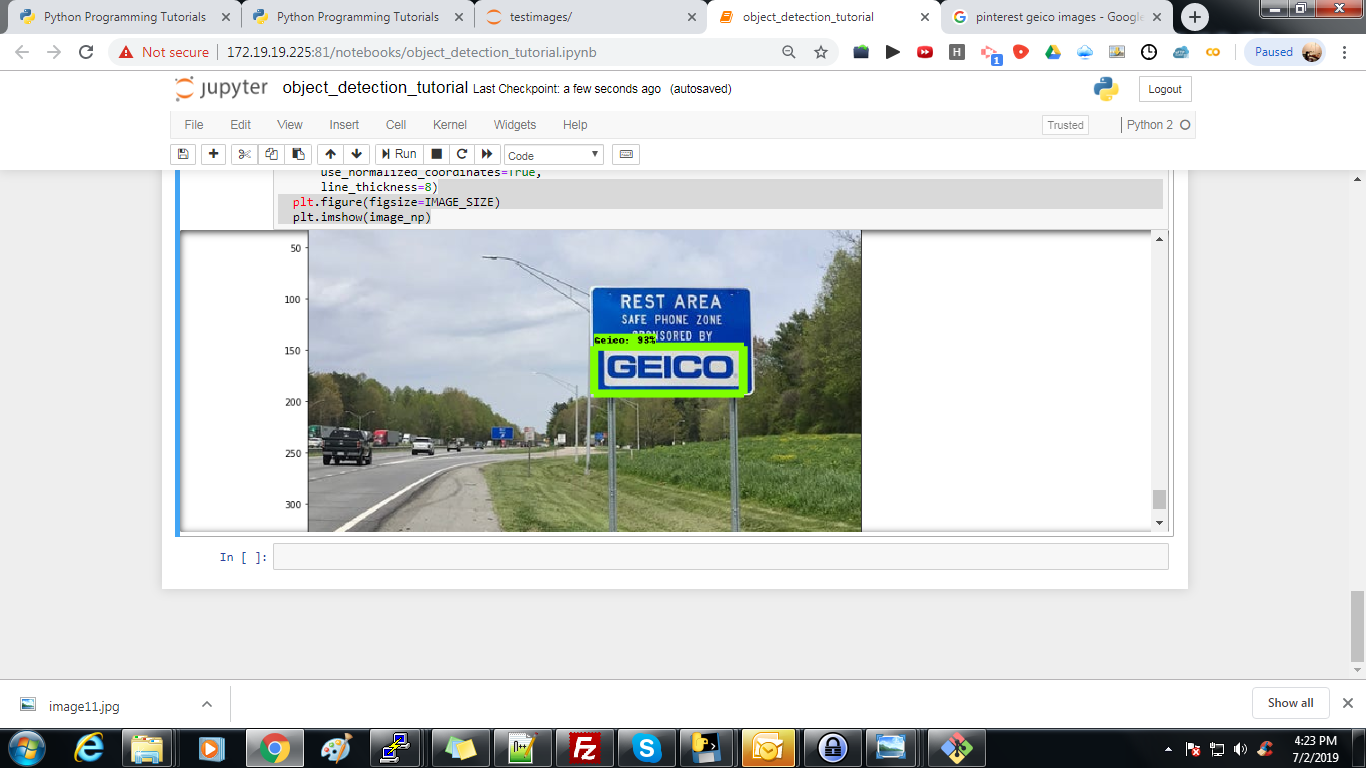 Python Programming Tutorials
Python Programming Tutorials
testimages/
object_detection_tutorial
pinterest geico images - Google
Not secure
172.19.19.225:81/notebooks/object_detection_tutorial.ipynb
H
1
Paused
jupyter
object_detection_tutorial Last Checkpoint: a few seconds ago (autosaved)
Logout
File Edit View Insert Cell Kernel Widgets Help
Trusted
Python 2
Run
Code
use_normalized_coordinates=True,
line_thickness=8)
plt.figure(figsize=IMAGE_SIZE)
plt.imshow(image_np)
50
100
150
200
250
300
REST AREA
SAFE PHONE ZONE
SPONSORED BY
Geico: 93%
GEICO
In [ ]:
image11.jpg
Show all
4:23 PM
7/2/2019